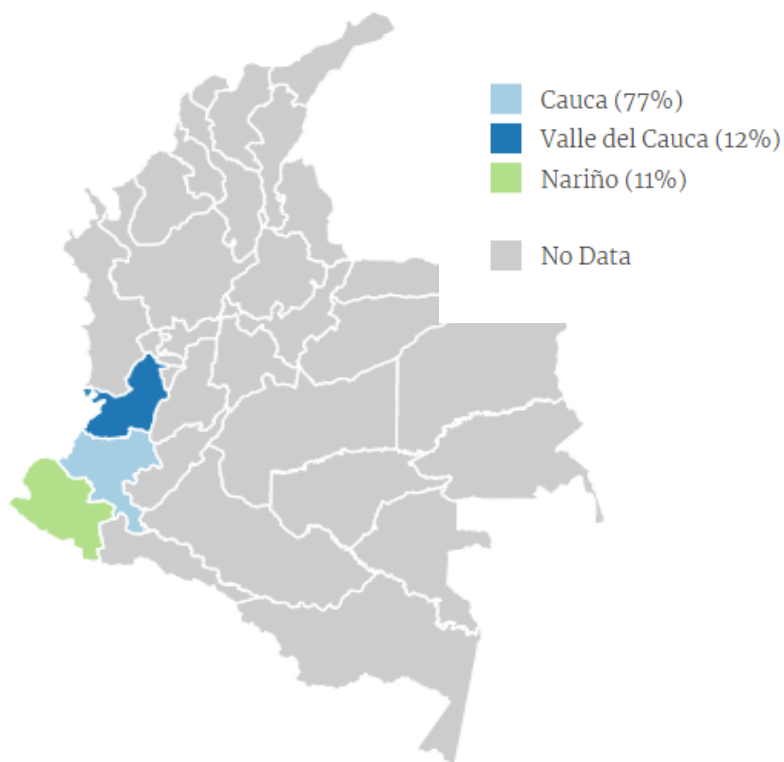 Cauca (77%)
Valle del Cauca (12%)
Nariño (11%)
No Data